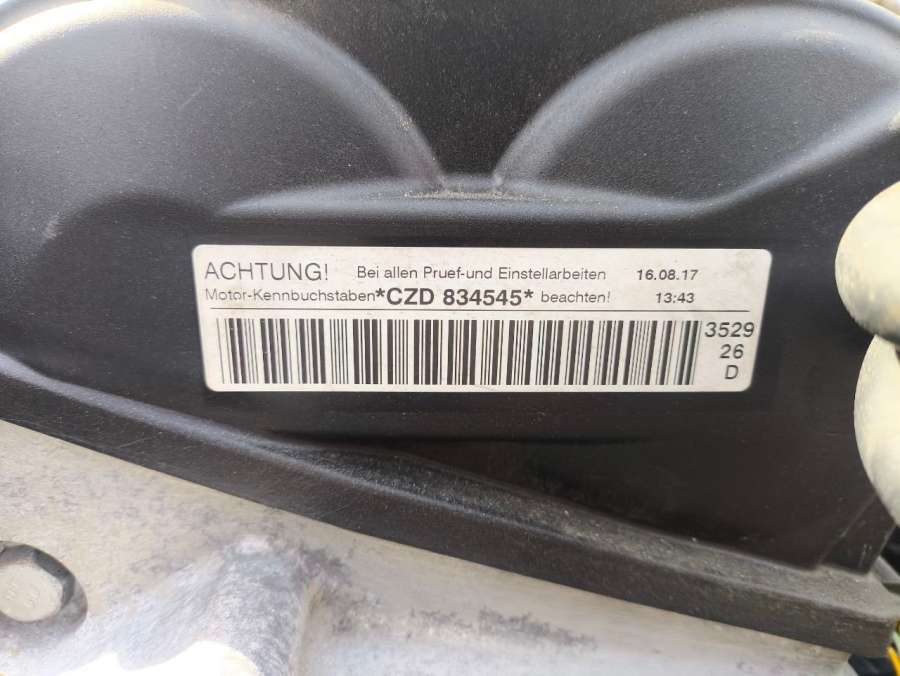 ACHTUNG! Bei allen Pruef-und Einstellarbeiten 16.08.17
Motor-Kennbuchstaben*CZD 834545* beachten! 13:43
3529
26
D